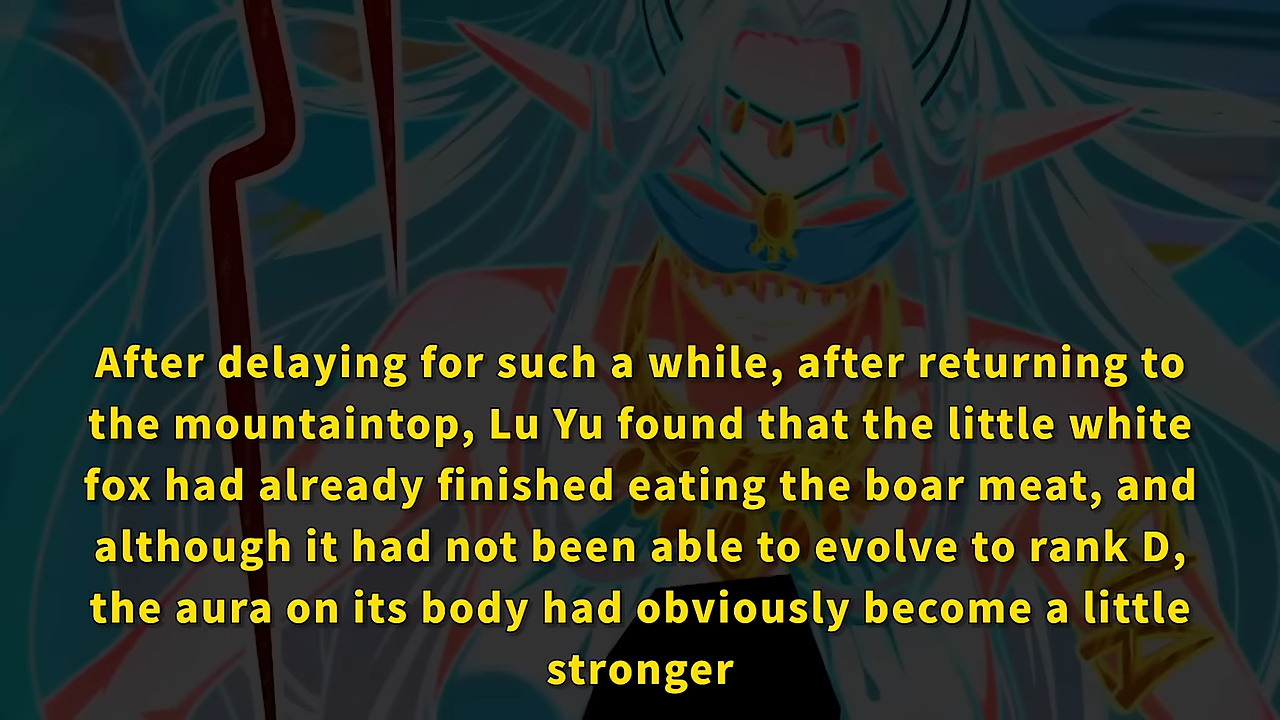 After delaying for such a while, after returning to
the mountaintop, Lu Yu found that the little white
fox had already finished eating the boar meat, and
although it had not been able to evolve to rank D,
the aura on its body had obviously become a little
stronger